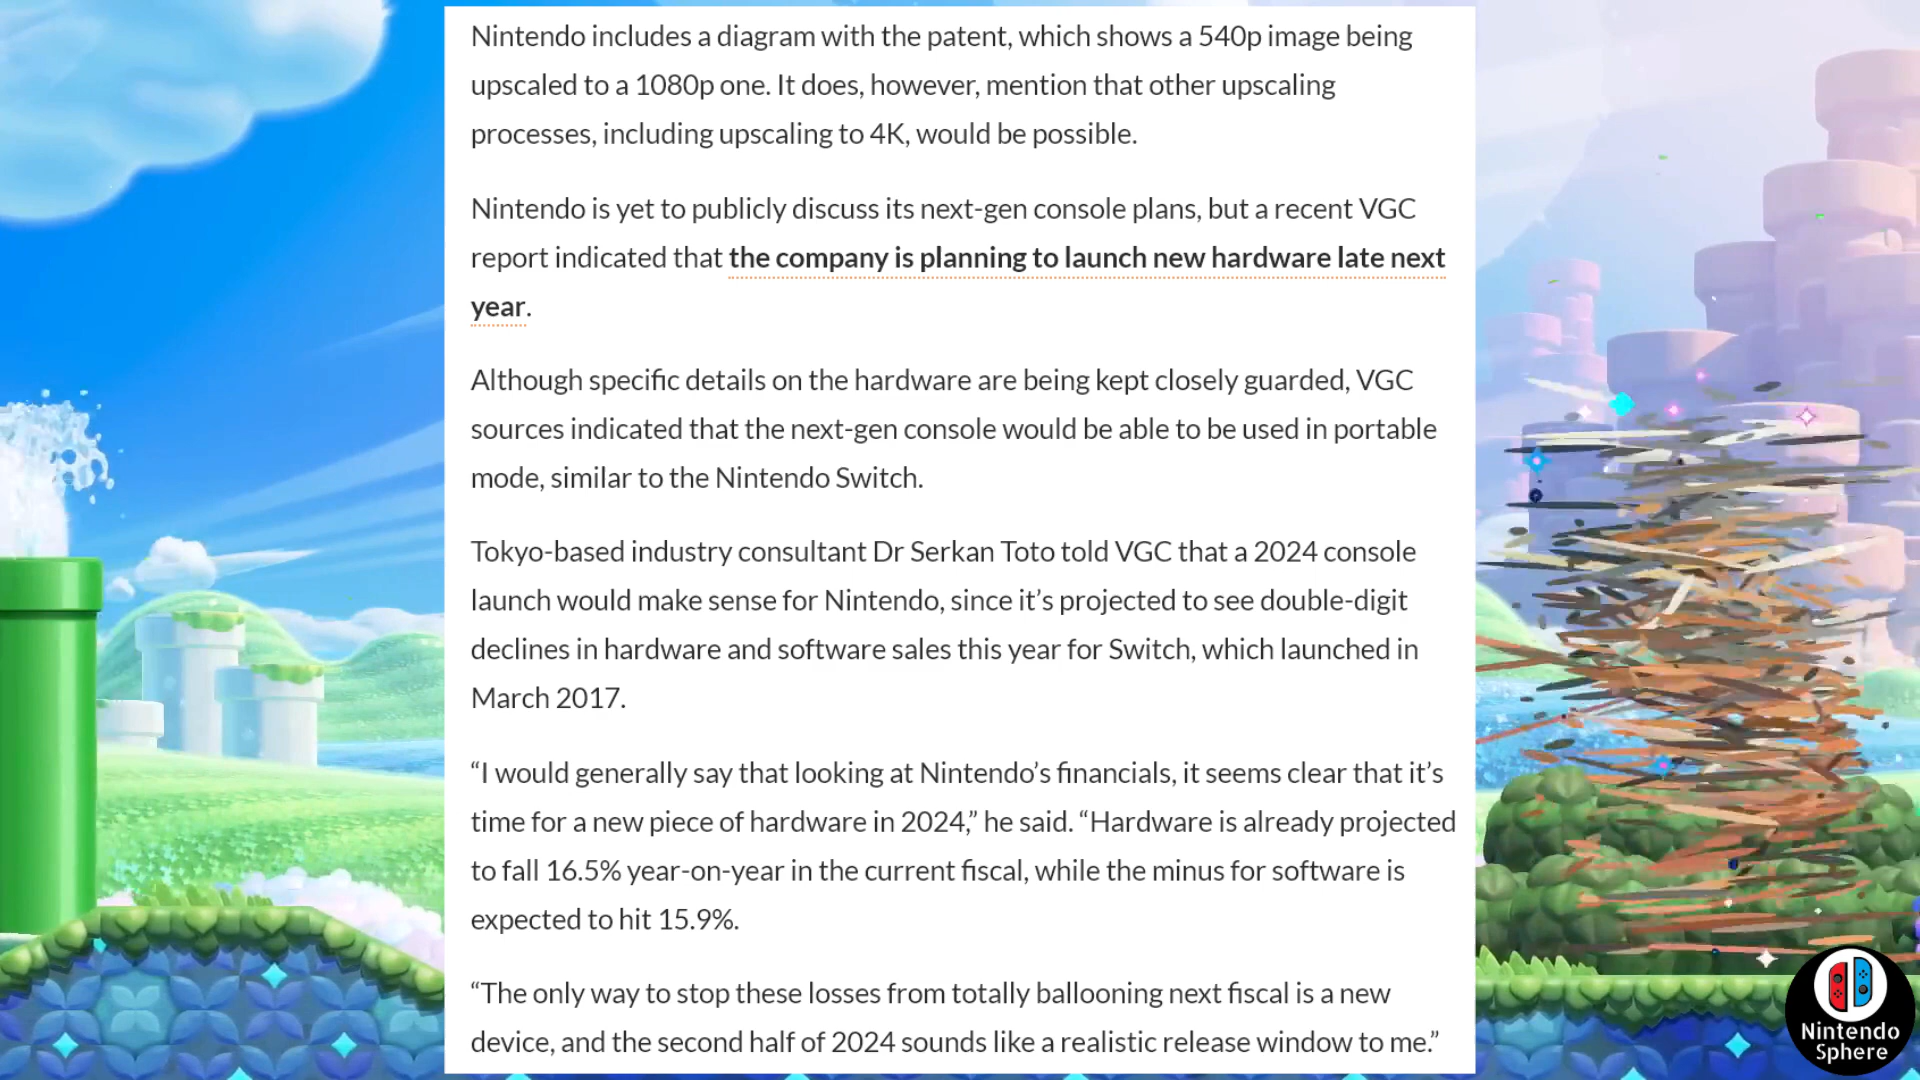 Nintendo includes a diagram with the patent, which shows a 540p image being
upscaled to a 1080p one. It does, however, mention that other upscaling
processes, including upscaling to 4K, would be possible.
Nintendo is yet to publicly discuss its next-gen console plans, but a recent VGC
report indicated that the company is planning to launch new hardware late next
year.
Although specific details on the hardware are being kept closely guarded, VGC
sources indicated that the next-gen console would be able to be used in portable
mode, similar to the Nintendo Switch.
Tokyo-based industry consultant Dr Serkan Toto told VGC that a 2024 console
launch would make sense for Nintendo, since it’s projected to see double-digit
declines in hardware and software sales this year for Switch, which launched in
March 2017.
“I would generally say that looking at Nintendo’s financials, it seems clear that it’s
time for a new piece of hardware in 2024,” he said. “Hardware is already projected
to fall 16.5% year-on-year in the current fiscal, while the minus for software is
expected to hit 15.9%.
“The only way to stop these losses from totally ballooning next fiscal is a new
device, and the second half of 2024 sounds like a realistic release window to me.”
Nintendo
Sphere